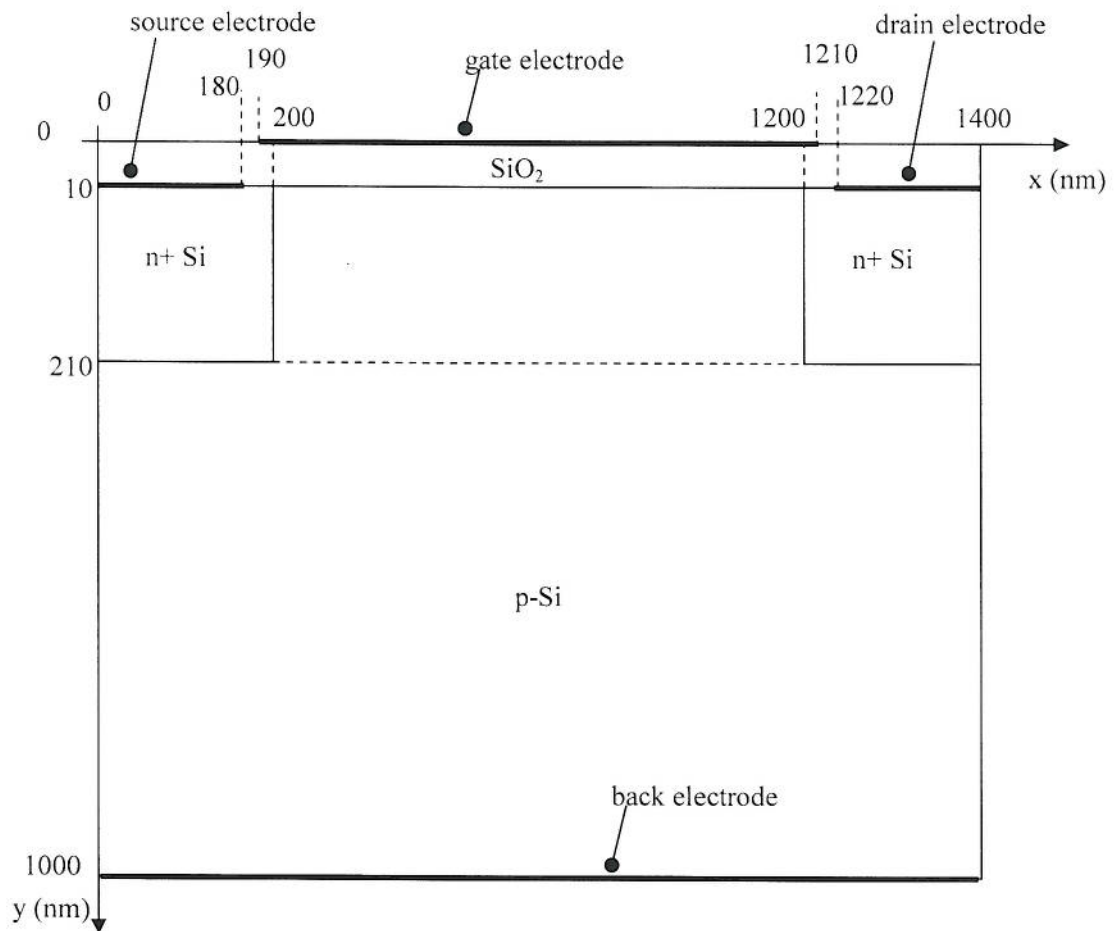 source electrode
drain electrode
gate electrode
190
1210
180
1220
0
200
1200
1400
0
SiO₂
x (nm)
10
n+ Si
n+ Si
210
p-Si
back electrode
1000
y (nm)